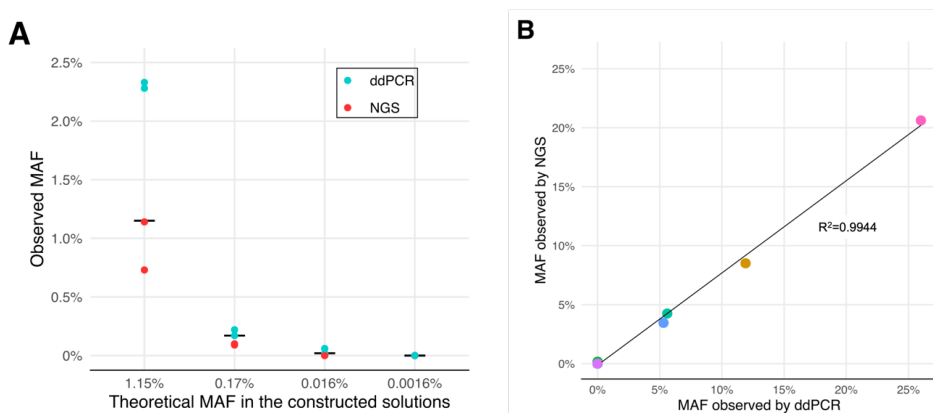 A
2.5%
2.0%
1.5%
1.0%
0.5%
0%
Observed MAF
ddPCR
NGS
1.15% 0.17% 0.016% 0.0016%
Theoretical MAF in the constructed solutions
B
25%
20%
15%
10%
5%
0%
MAF observed by NGS
R²=0.9944
0% 5% 10% 15% 20% 25%
MAF observed by ddPCR